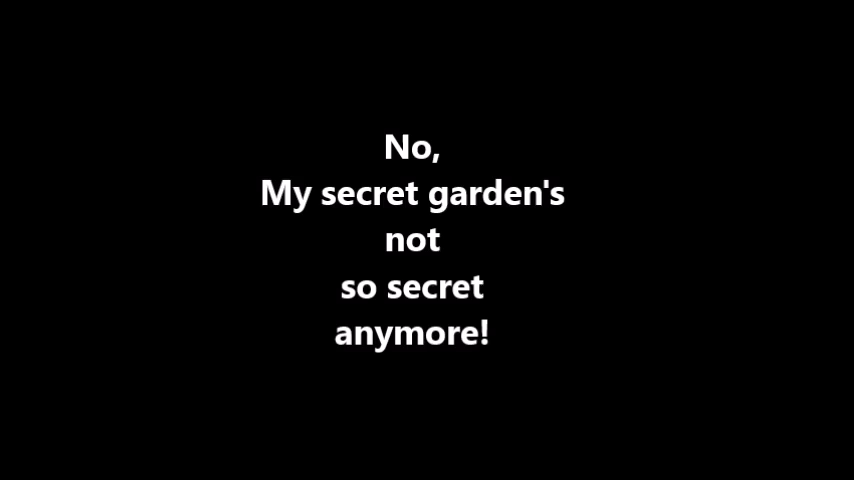 No,
My secret garden's
not
so secret
anymore!